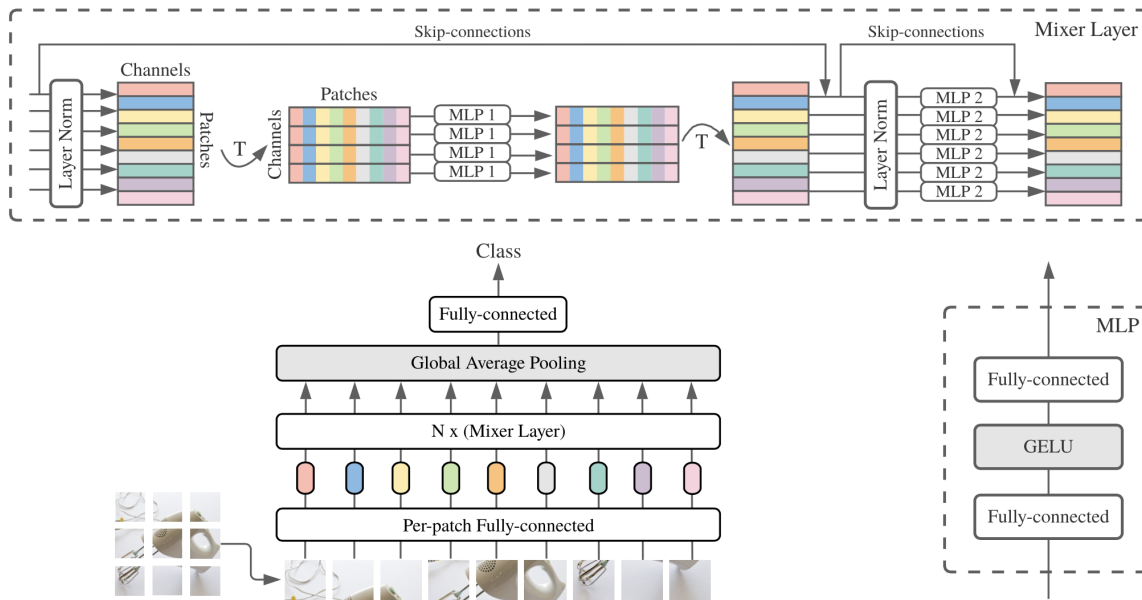 Skip-connections
Skip-connections
Mixer Layer
Channels
Layer Norm
Patches
T
Patches
Channels
MLP 1
MLP 1
MLP 1
MLP 1
T
Layer Norm
MLP 2
MLP 2
MLP 2
MLP 2
MLP 2
MLP 2
Class
Fully-connected
Global Average Pooling
N x (Mixer Layer)
Per-patch Fully-connected
MLP
Fully-connected
GELU
Fully-connected